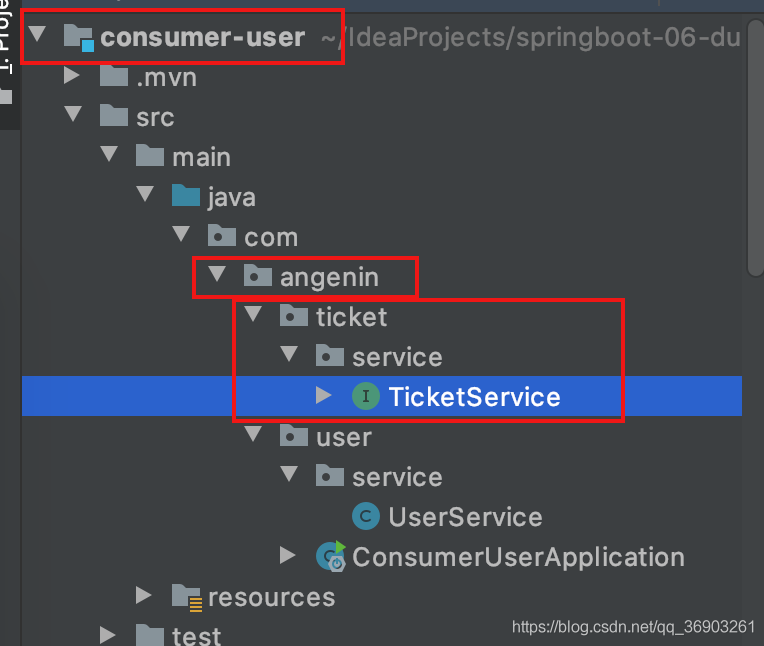 1: Proje
consumer-user ~/IdeaProjects/springboot-06-du
.mvn
src
main
java
com
angenin
ticket
service
I TicketService
user
service
C UserService
C ConsumerUserApplication
resources
test
https://blog.csdn.net/qq_36903261